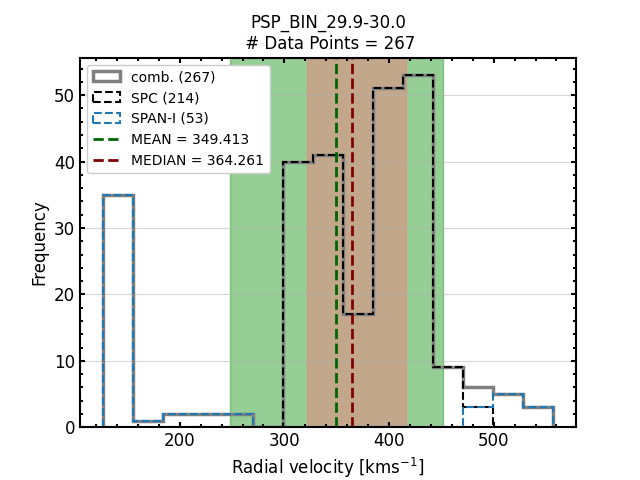 PSP_BIN_29.9-30.0
# Data Points = 267
comb. (267)
SPC (214)
SPAN-I (53)
MEAN = 349.413
MEDIAN = 364.261
50
40
30
20
10
0
Frequency
200 300 400 500
Radial velocity [kms⁻¹]